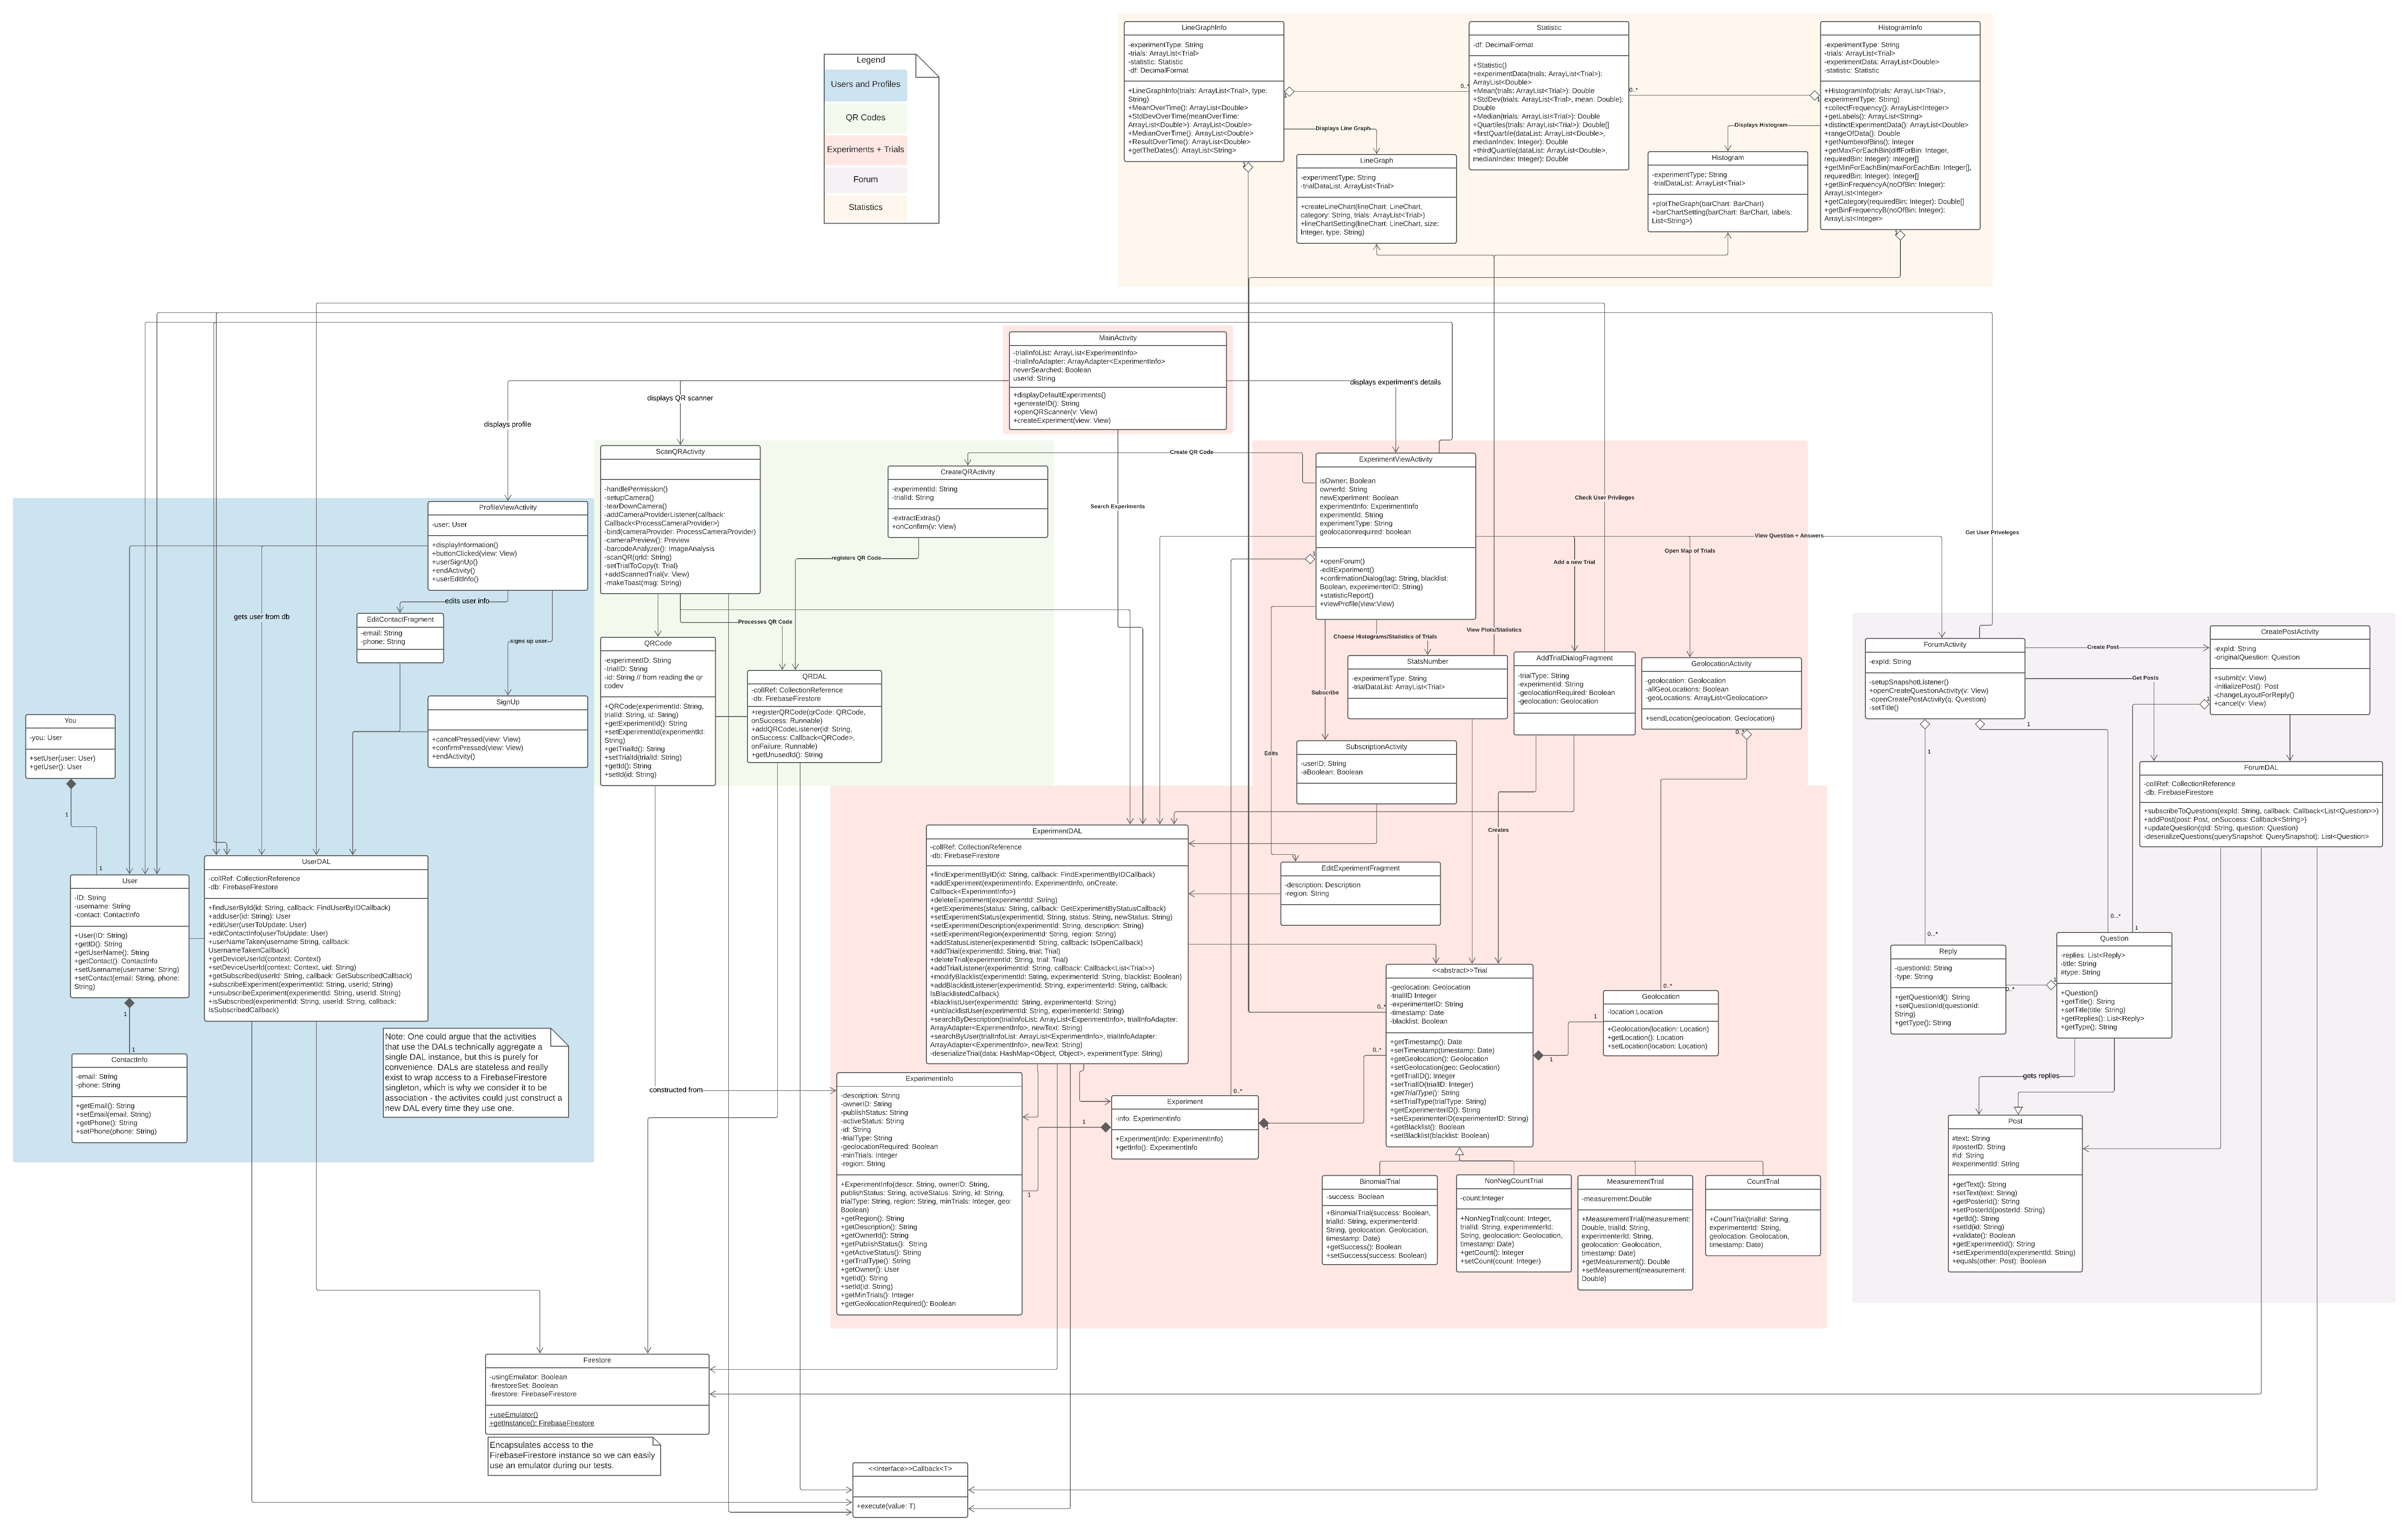 Legend
Users and Profiles
QR Codes
Experiments + Trials
Forum
Statistics
LineGraphInfo
-experimentType: String
-trials: ArrayList<Trial>
-statistic: Statistic
-df: DecimalFormat
+LineGraphInfo(trials: ArrayList<Trial>, type:
String)
+MeanOverTime(): ArrayList<Double>
+StdDevOverTime(meanOverTime:
ArrayList<Double>): ArrayList<Double>
+MedianOverTime(): ArrayList<Double>
+ResultOverTime(): ArrayList<Double>
+getTheDates(): ArrayList<String>
1
1
0..*
Displays Line Graph
LineGraph
-experimentType: String
-trialDataList: ArrayList<Trial>
+createLineChart(lineChart: LineChart,
category: String, trials: ArrayList<Trial>)
+lineChartSetting(lineChart: LineChart, size:
Integer, type: String)
Statistic
-df: DecimalFormat
+Statistic()
+experimentData(trials: ArrayList<Trial>):
ArrayList<Double>
+Mean(trials: ArrayList<Trial>): Double
+StdDev(trials: ArrayList<Trial>, mean: Double):
Double
+Median(trials: ArrayList<Trial>): Double
+Quartiles(trials: ArrayList<Trial>): Double[]
+firstQuartile(dataList: ArrayList<Double>,
medianIndex: Integer): Double
+thirdQuartile(dataList: ArrayList<Double>,
medianIndex: Integer): Double
0..*
1
Displays Histogram
Histogram
-experimentType: String
-trialDataList: ArrayList<Trial>
+plotTheGraph(barChart: BarChart)
+barChartSetting(barChart: BarChart, labels:
List<String>)
HistogramInfo
-experimentType: String
-trials: ArrayList<Trial>
-experimentData: ArrayList<Double>
-statistic: Statistic
+HistogramInfo(trials: ArrayList<Trial>,
experimentType: String)
+collectFrequency(): ArrayList<Integer>
+getLabels(): ArrayList<String>
+distinctExperimentData(): ArrayList<Double>
+rangeOfData(): Double
+getNumberofBins(): Integer
+getMaxForEachBin(diffForBin: Integer,
requiredBin: Integer): Integer[]
+getMinForEachBin(maxForEachBin: Integer[],
requiredBin: Integer): Integer[]
+getBinFrequencyA(noOfBin: Integer):
ArrayList<Integer>
+getCategory(requiredBin: Integer): Double[]
+getBinFrequencyB(noOfBin: Integer):
ArrayList<Integer>
1
MainActivity
-trialInfoList: ArrayList<ExperimentInfo>
-trialInfoAdapter: ArrayAdapter<ExperimentInfo>
neverSearched: Boolean
userId: String
+displayDefaultExperiments()
+generateID(): String
+openQRScanner(v: View)
+createExperiment(view: View)
displays profile
displays QR scanner
displays experiment's details
Search Experiments
Create QR Code
Check User Privileges
Get User Priveleges
ProfileViewActivity
-user: User
+displayInformation()
+buttonClicked(view: View)
+userSignUp()
+endActivity()
+userEditInfo()
edits user info
signs up user
gets user from db
EditContactFragment
-email: String
-phone: String
SignUp
+cancelPressed(view: View)
+confirmPressed(view: View)
+endActivity()
You
-you: User
+setUser(user: User)
+getUser(): User
1
1
User
-ID: String
-username: String
-contact: ContactInfo
+User(ID: String)
+getID(): String
+getUserName(): String
+getContact(): ContactInfo
+setUsername(username: String)
+setContact(email: String, phone:
String)
1
1
ContactInfo
-email: String
-phone: String
+getEmail(): String
+setEmail(email: String)
+getPhone(): String
+setPhone(phone: String)
UserDAL
-collRef: CollectionReference
-db: FirebaseFirestore
+findUserById(id: String, callback: FindUserByIDCallback)
+addUser(id: String): User
+editUser(userToUpdate: User)
+editContactInfo(userToUpdate: User)
+userNameTaken(username String, callback:
UsernameTakenCallback)
+getDeviceUserId(context: Context)
+setDeviceUserId(context: Context, uid: String)
+getSubscribed(userId: String, callback: GetSubscribedCallback)
+subscribeExperiment(experimentId: String, userId: String)
+unsubscribeExperiment(experimentId: String, userId: String)
+isSubscribed(experimentId: String, userId: String, callback:
IsSubscribedCallback)
Note: One could argue that the activities
that use the DALs technically aggregate a
single DAL instance, but this is purely for
convenience. DALs are stateless and really
exist to wrap access to a FirebaseFirestore
singleton, which is why we consider it to be
association - the activites could just construct a
new DAL every time they use one.
ScanQRActivity
-handlePermission()
-setupCamera()
-tearDownCamera()
-addCameraProviderListener(callback:
Callback<ProcessCameraProvider>)
-bind(cameraProvider: ProcessCameraProvider)
-cameraPreview(): Preview
-barcodeAnalyzer(): ImageAnalysis
-scanQR(qrId: String)
-setTrialToCopy(t: Trial)
+addScannedTrial(v: View)
-makeToast(msg: String)
CreateQRActivity
-experimentId: String
-trialId: String
-extractExtras()
+onConfirm(v: View)
registers QR Code
Processes QR Code
QRCode
-experimentID: String
-trialID: String
-id: String // from reading the qr
codev
+QRCode(experimentId: String,
trialId: String, id: String)
+getExperimentId(): String
+setExperimentId(experimentId:
String)
+getTrialId(): String
+setTrialId(trialId: String)
+getId(): String
+setId(id: String)
QRDAL
-collRef: CollectionReference
-db: FirebaseFirestore
+registerQRCode(qrCode: QRCode,
onSuccess: Runnable)
+addQRCodeListener(id: String,
onSuccess: Callback<QRCode>,
onFailure: Runnable)
+getUnusedId(): String
constructed from
ExperimentViewActivity
isOwner: Boolean
ownerId: String
newExperiment: Boolean
experimentInfo: ExperimentInfo
experimentId: String
experimentType: String
geolocationrequired: boolean
+openForum()
-editExperiment()
+confirmationDialog(tag: String, blacklist:
Boolean, experimenterID: String)
+statisticReport()
+viewProfile(view:View)
1
Choose Histograms/Statistics of Trials
View Plots/Statistics
Add a new Trial
Open Map of Trials
View Question + Answers
Subscribe
Edits
Creates
StatsNumber
-experimentType: String
-trialDataList: ArrayList<Trial>
AddTrialDialogFragment
-trialType: String
-experimentId: String
-geolocationRequired: Boolean
-geolocation: Geolocation
GeolocationActivity
-geolocation: Geolocation
-allGeoLocations: Boolean
-geoLocations: ArrayList<Geolocation>
+sendLocation(geolocation: Geolocation)
0..*
SubscriptionActivity
-userID: String
-aBoolean: Boolean
EditExperimentFragment
-description: Description
-region: String
ExperimentDAL
-collRef: CollectionReference
-db: FirebaseFirestore
+findExperimentByID(id: String, callback: FindExperimentByIDCallback)
+addExperiment(experimentInfo: ExperimentInfo, onCreate:
Callback<ExperimentInfo>)
+deleteExperiment(experimentId: String)
+getExperiments(status: String, callback: GetExperimentByStatusCallback)
+setExperimentStatus(experimentId: String, status: String, newStatus: String)
+setExperimentDescription(experimentId: String, description: String)
+setExperimentRegion(experimentId: String, region: String)
+addStatusListener(experimentId: String, callback: IsOpenCallback)
+addTrial(experimentId: String, trial: Trial)
+deleteTrial(experimentId: String, trial: Trial)
+addTrialListener(experimentId: String, callback: Callback<List<Trial>>)
+modifyBlacklist(experimentId: String, experimenterId: String, blacklist: Boolean)
+addBlacklistListener(experimentId: String, experimenterId: String, callback:
IsBlacklistedCallback)
+blacklistUser(experimentId: String, experimenterId: String)
+unblacklistUser(experimentId: String, experimenterId: String)
+searchByDescription(trialInfoList: ArrayList<ExperimentInfo>, trialInfoAdapter:
ArrayAdapter<ExperimentInfo>, newText: String)
+searchByUser(trialInfoList: ArrayList<ExperimentInfo>, trialInfoAdapter:
ArrayAdapter<ExperimentInfo>, newText: String)
-deserializeTrial(data: HashMap<Object, Object>, experimentType: String)
ExperimentInfo
-description: String
-ownerID: String
-publishStatus: String
-activeStatus: String
-id: String
-trialType: String
-geolocationRequired: Boolean
-minTrials: Integer
-region: String
+ExperimentInfo(descr: String, ownerID: String,
publishStatus: String, activeStatus: String, id: String,
trialType: String, region: String, minTrials: Integer, geo:
Boolean)
+getRegion(): String
+getDescription(): String
+getOwnerId(): String
+getPublishStatus(): String
+getActiveStatus(): String
+getTrialType(): String
+getOwner(): User
+getId(): String
+setId(id: String)
+getMinTrials(): Integer
+getGeolocationRequired(): Boolean
1
1
0..*
Experiment
-info: ExperimentInfo
+Experiment(info: ExperimentInfo)
+getInfo(): ExperimentInfo
1
0..*
0..*
<<abstract>>Trial
-geolocation: Geolocation
-trialID Integer
-experimenterID: String
-timestamp: Date
-blacklist: Boolean
+getTimestamp(): Date
+setTimestamp(timestamp: Date)
+getGeolocation(): Geolocation
+setGeolocation(geo: Geolocation)
+getTrialID(): Integer
+setTrialID(trialID: Integer)
+getTrialType(): String
+setTrialType(trialType: String)
+getExperimenterID(): String
+setExperimenterID(experimenterID: String)
+getBlacklist(): Boolean
+setBlacklist(blacklist: Boolean)
1
1
0..*
Geolocation
-location:Location
+Geolocation(location: Location)
+getLocation(): Location
+setLocation(location: Location)
BinomialTrial
-success: Boolean
+BinomialTrial(success: Boolean,
trialId: String, experimenterId:
String, geolocation: Geolocation,
timestamp: Date)
+getSuccess(): Boolean
+setSuccess(success: Boolean)
NonNegCountTrial
-count:Integer
+NonNegTrial(count: Integer,
trialId: String, experimenterId:
String, geolocation: Geolocation,
timestamp: Date)
+getCount(): Integer
+setCount(count: Integer)
MeasurementTrial
-measurement:Double
+MeasurementTrial(measurement:
Double, trialId: String,
experimenterId: String,
geolocation: Geolocation,
timestamp: Date)
+getMeasurement(): Double
+setMeasurement(measurement:
Double)
CountTrial
+CountTrial(trialId: String,
experimenterId: String,
geolocation: Geolocation,
timestamp: Date)
ForumActivity
-expId: String
-setupSnapshotListener()
+openCreateQuestionActivity(v: View)
-openCreatePostActivity(q: Question)
-setTitle()
Create Post
Get Posts
1
1
CreatePostActivity
-expId: String
-originalQuestion: Question
+submit(v: View)
-initializePost(): Post
-changeLayoutForReply()
+cancel(v: View)
1
ForumDAL
-collRef: CollectionReference
-db: FirebaseFirestore
+subscribeToQuestions(expId: String, callback: Callback<List<Question>>)
+addPost(post: Post, onSuccess: Callback<String>)
+updateQuestion(qId: String, question: Question)
-deserializeQuestions(querySnapshot: QuerySnapshot): List<Question>
0...*
0...*
1
Reply
-questionId: String
-type: String
+getQuestionId(): String
+setQuestionId(questionId:
String)
+getType(): String
0..*
1
Question
-replies: List<Reply>
-title: String
#type: String
+Question()
+getTitle(): String
+setTitle(title: String)
+getReplies(): List<Reply>
+getType(): String
gets replies
Post
#text: String
#posterID: String
#id: String
#experimentId: String
+getText(): String
+setText(text: String)
+getPosterId(): String
+setPosterId(posterId: String)
+getId(): String
+setId(id: String)
+validate(): Boolean
+getExperimentId(): String
+setExperimentId(experimentId: String)
+equals(other: Post): Boolean
Firestore
-usingEmulator: Boolean
-firestoreSet: Boolean
-firestore: FirebaseFirestore
+useEmulator()
+getInstance(): FirebaseFirestore
Encapsulates access to the
FirebaseFirestore instance so we can easily
use an emulator during our tests.
<<interface>>Callback<T>
+execute(value: T)